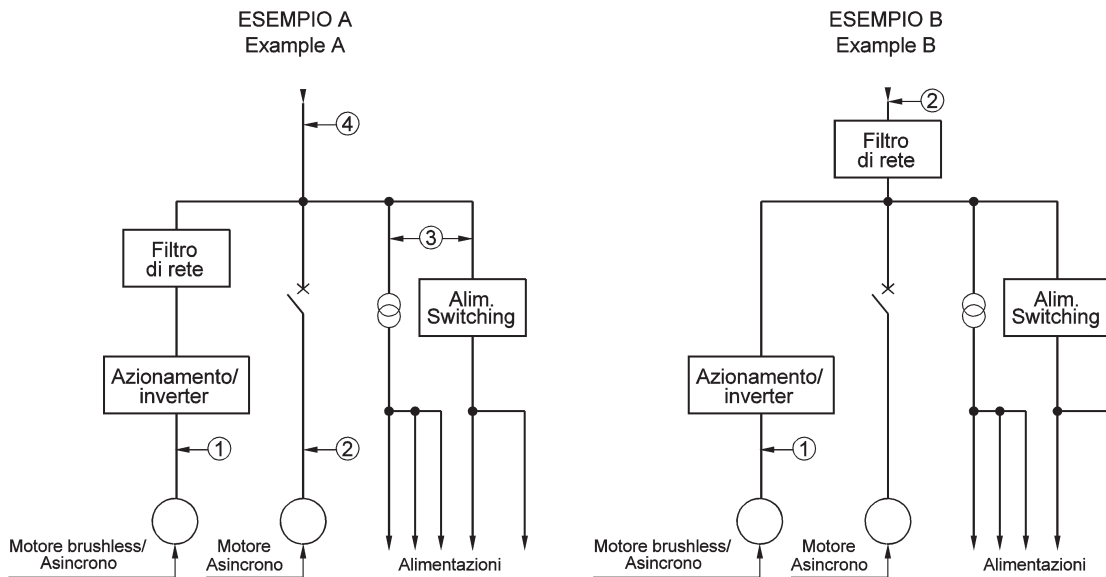 ESEMPIO A
Example A
4
3
Filtro
di rete
Alim.
Switching
Azionamento/
inverter
1
2
Motore brushless/
Asincrono
Motore
Asincrono
Alimentazioni
ESEMPIO B
Example B
2
Filtro
di rete
Alim.
Switching
Azionamento/
inverter
1
Motore brushless/
Asincrono
Motore
Asincrono
Alimentazioni